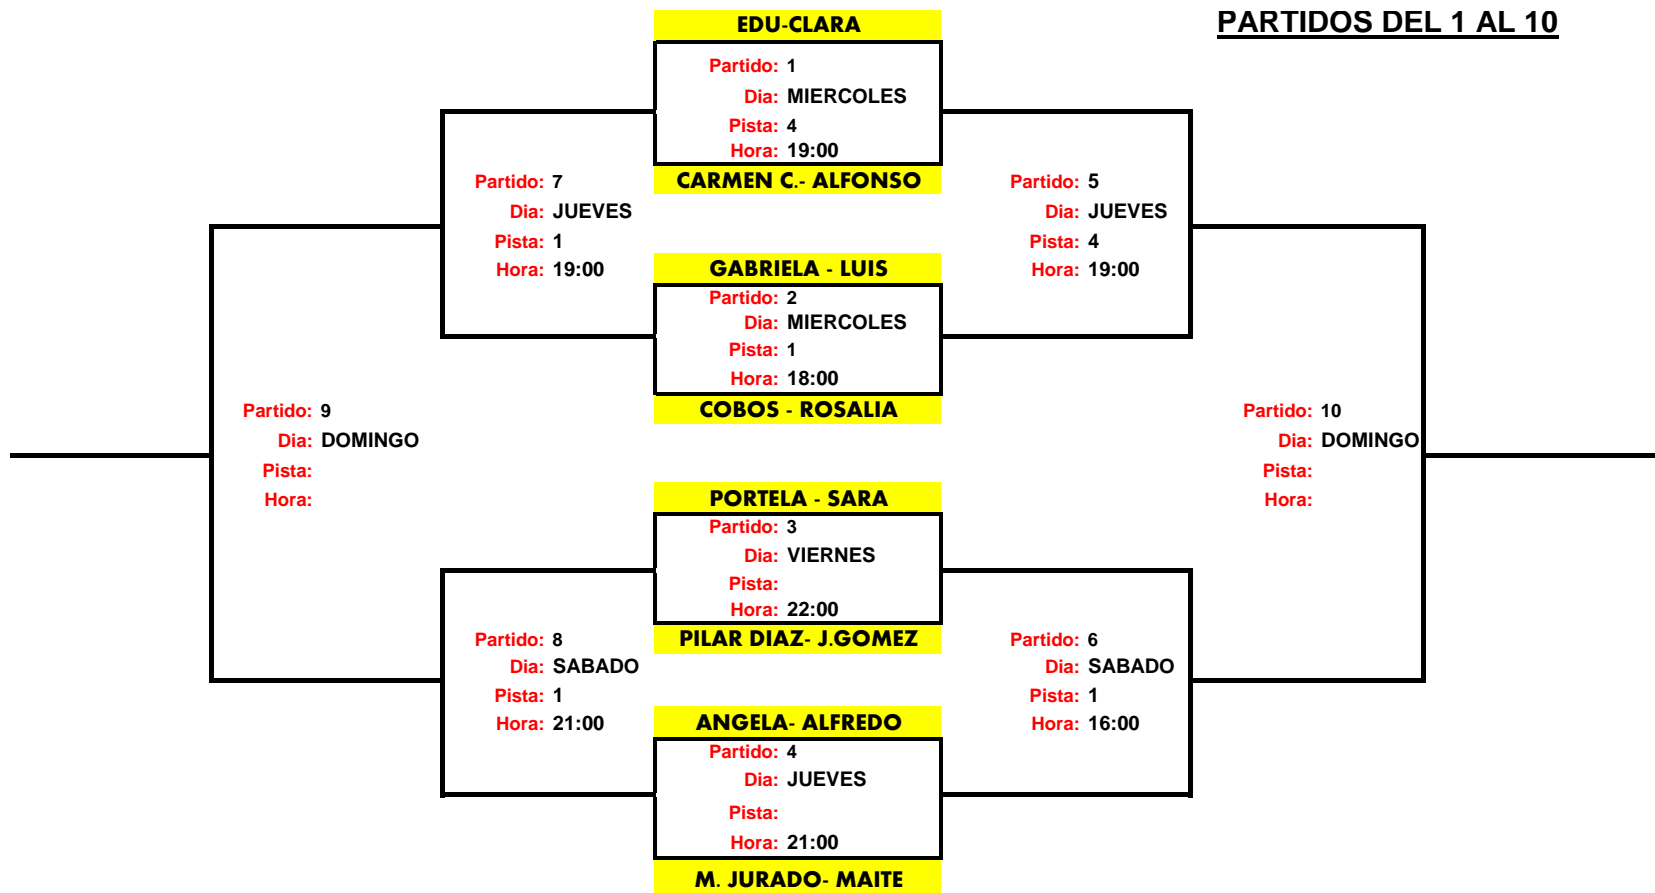 PARTIDOS DEL 1 AL 10
EDU-CLARA
Partido: 1
Dia: MIERCOLES
Pista: 4
Hora: 19:00
CARMEN C.- ALFONSO
Partido: 7
Dia: JUEVES
Pista: 1
Hora: 19:00
Partido: 5
Dia: JUEVES
Pista: 4
Hora: 19:00
GABRIELA - LUIS
Partido: 2
Dia: MIERCOLES
Pista: 1
Hora: 18:00
COBOS - ROSALIA
Partido: 9
Dia: DOMINGO
Pista:
Hora:
Partido: 10
Dia: DOMINGO
Pista:
Hora:
PORTELA - SARA
Partido: 3
Dia: VIERNES
Pista:
Hora: 22:00
PILAR DIAZ- J.GOMEZ
Partido: 8
Dia: SABADO
Pista: 1
Hora: 21:00
Partido: 6
Dia: SABADO
Pista: 1
Hora: 16:00
ANGELA- ALFREDO
Partido: 4
Dia: JUEVES
Pista:
Hora: 21:00
M. JURADO- MAITE